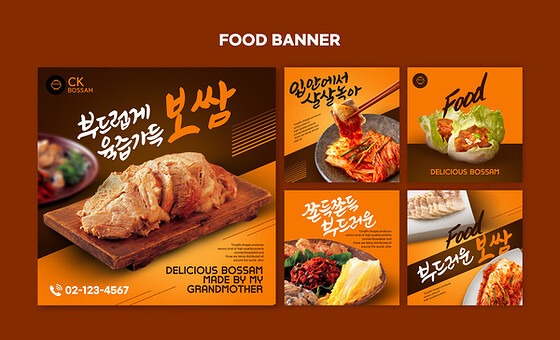 FOOD BANNER
CK
BOSSAM
부드럽게
육즙가득
보쌈
DELICIOUS BOSSAM
MADE BY MY
GRANDMOTHER
02-123-4567
입안에서
살살녹아
Food
DELICIOUS BOSSAM
쫄득쫄득
부드러운
Food
부드러운 보쌈